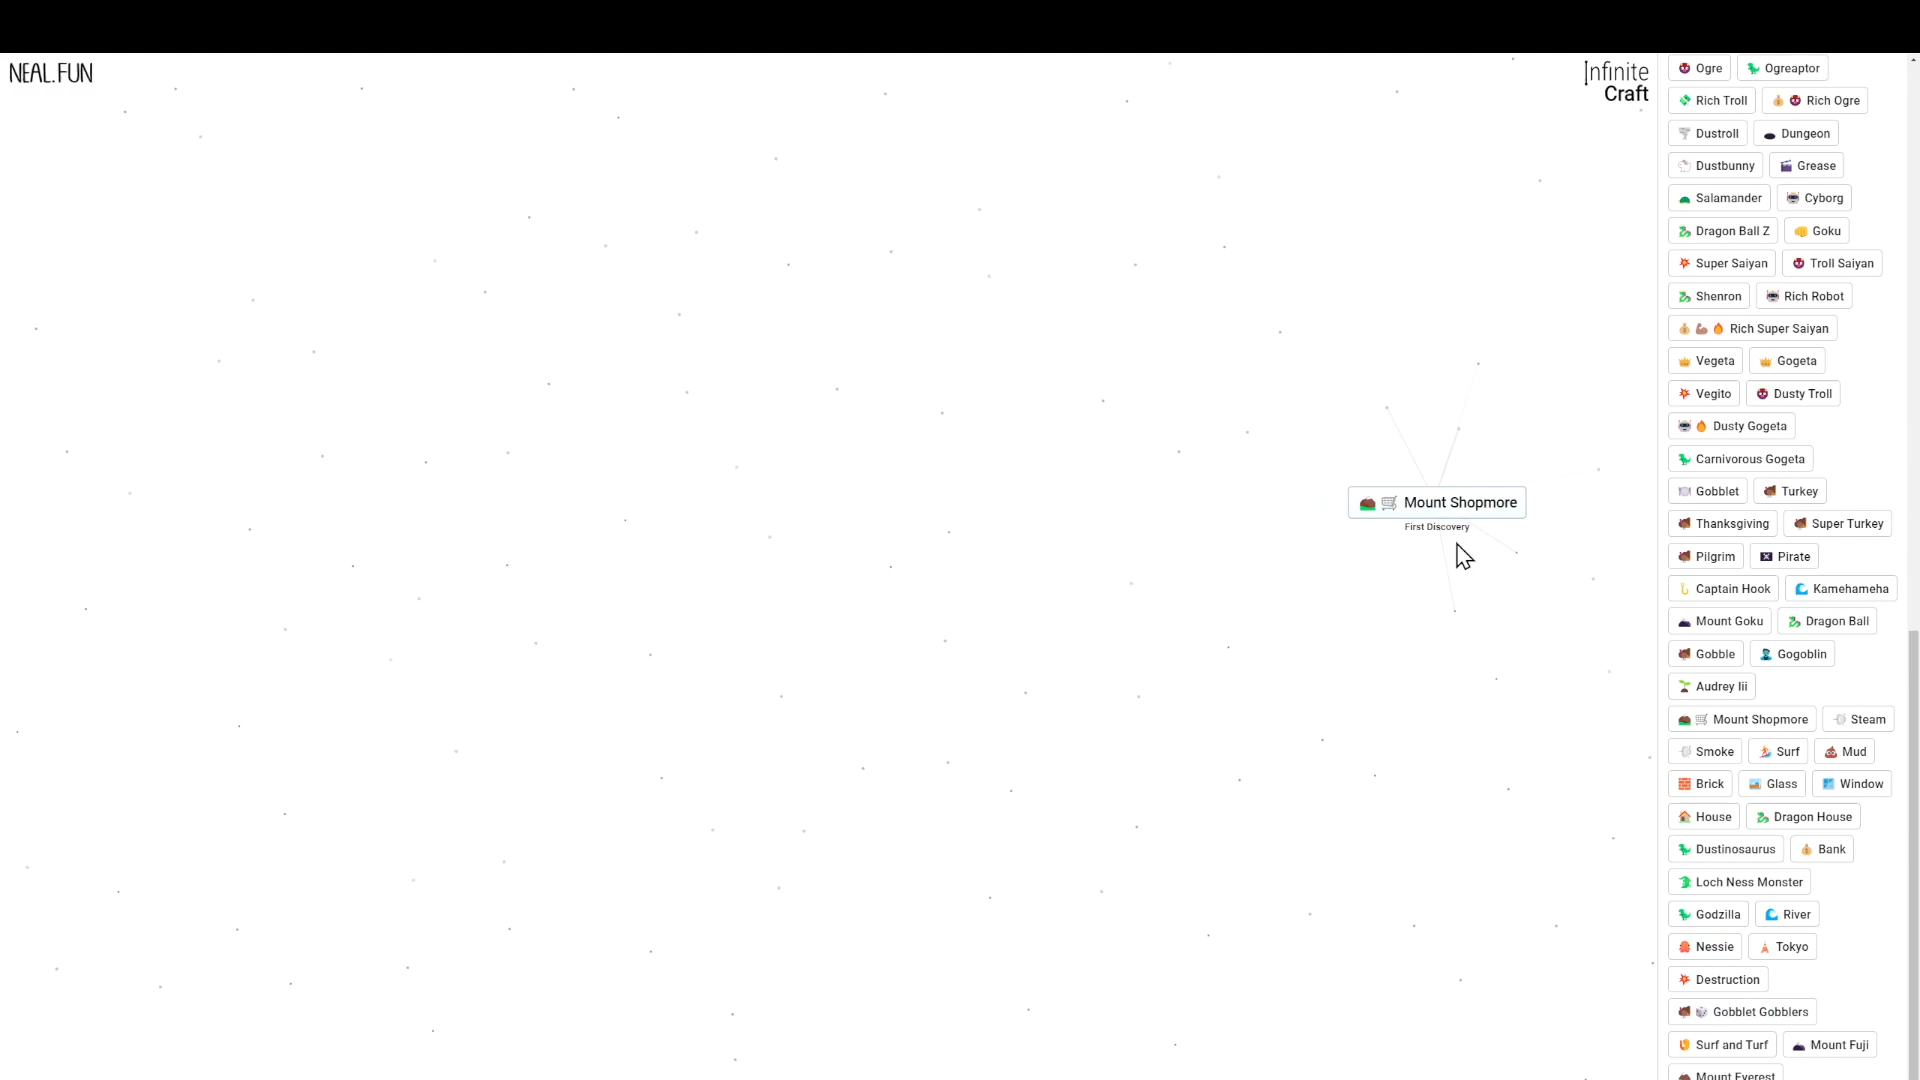 NEAL.FUN
Infinite
Craft
Mount Shopmore
First Discovery
Ogre Ogreaptor
Rich Troll Rich Ogre
Dustroll Dungeon
Dustbunny Grease
Salamander Cyborg
Dragon Ball Z Goku
Super Saiyan Troll Saiyan
Shenron Rich Robot
Rich Super Saiyan
Vegeta Gogeta
Vegito Dusty Troll
Dusty Gogeta
Carnivorous Gogeta
Gobblet Turkey
Thanksgiving Super Turkey
Pilgrim Pirate
Captain Hook Kamehameha
Mount Goku Dragon Ball
Gobble Gogoblin
Audrey Iii
Mount Shopmore Steam
Smoke Surf Mud
Brick Glass Window
House Dragon House
Dustinosaurus Bank
Loch Ness Monster
Godzilla River
Nessie Tokyo
Destruction
Gobblet Gobblers
Surf and Turf Mount Fuji
Mount Everest